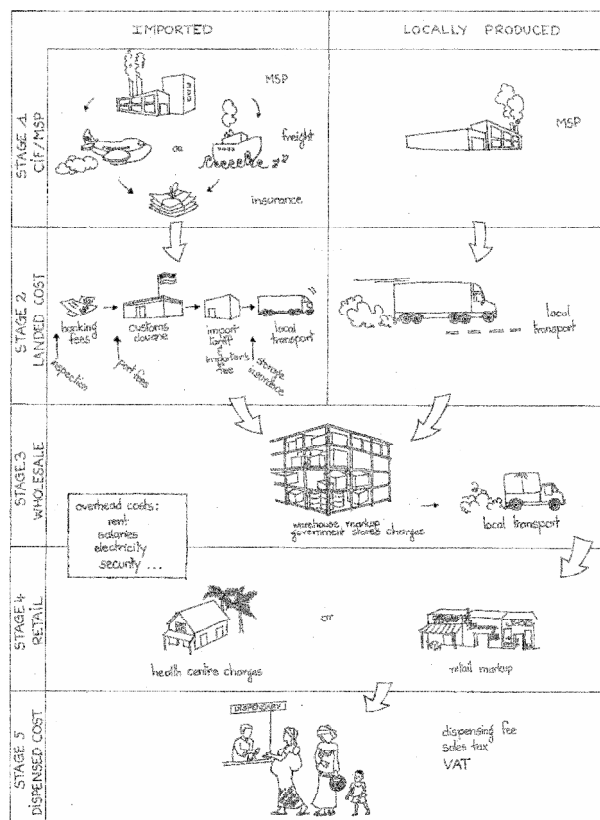 IMPORTED
LOCALLY PRODUCED
STAGE 1
CIF/MSP
MSP
or
freight
insurance
MSP
STAGE 2
LANDED COST
banking
fees
customs
douane
import
tariff
importer's
fee
local
transport
inspection
port fees
storage
insurance
local
transport
STAGE 3
WHOLESALE
overhead costs:
rent
salaries
electricity
security ...
warehouse markup
government stores charges
local transport
STAGE 4
RETAIL
health centre charges
or
retail markup
STAGE 5
DISPENSED COST
DISPENSARY
dispensing fee
sales tax
VAT